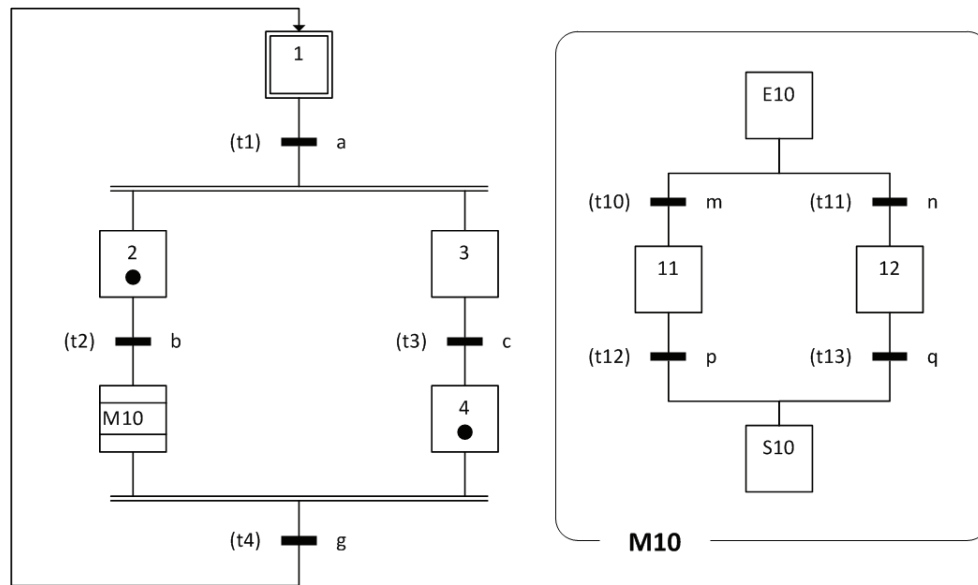 1
(t1) a
2 3
(t2) b (t3) c
M10 4
(t4) g
E10
(t10) m (t11) n
11 12
(t12) p (t13) q
S10
M10